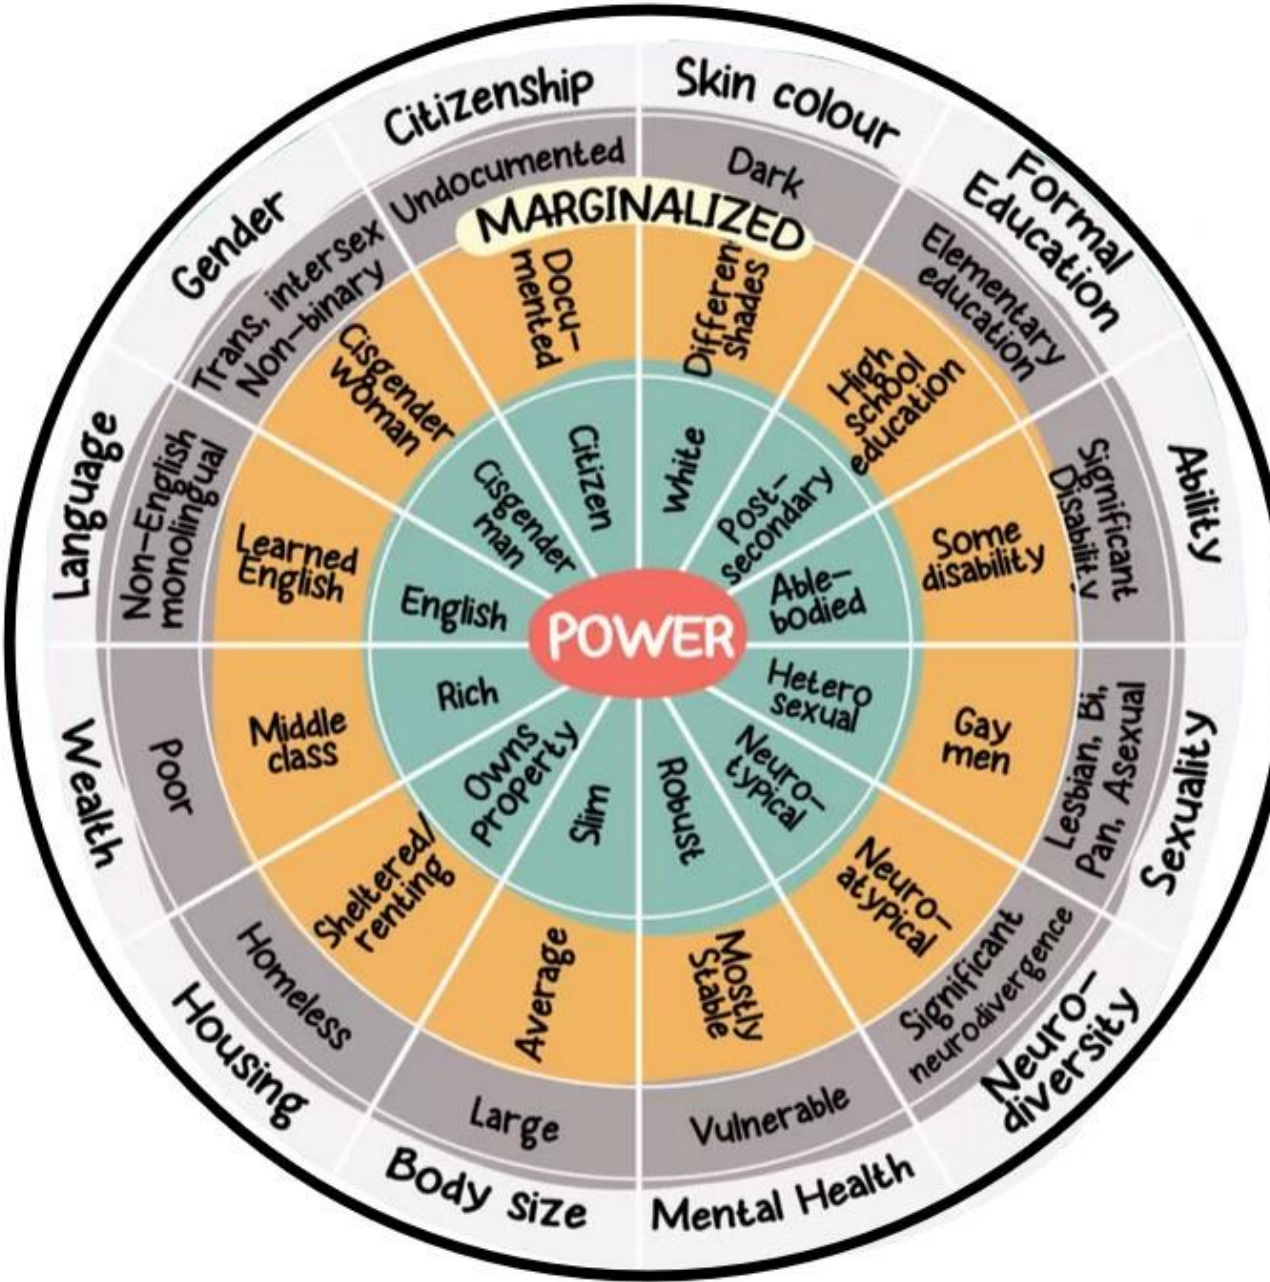 Citizenship
Undocumented
Docu-
mented
Citizen
Skin colour
Dark
Differen
shades
White
Formal
Education
Elementary
education
High
school
education
Post-
secondary
Ability
Significant
Disability
Some
disability
Able-
bodied
Sexuality
Lesbian, Bi,
Pan, Asexual
Gay
men
Hetero
sexual
Neuro-
diversity
Significant
neurodivergence
Neuro-
atypical
Neuro-
typical
Mental Health
Vulnerable
Mostly
Stable
Robust
Body size
Large
Average
Slim
Housing
Homeless
Sheltered/
renting
Owns
Property
Wealth
Poor
Middle
class
Rich
Language
Non-English
monolingual
Learned
English
English
Gender
Trans, intersex
Non-binary
Cisgender
woman
Cisgender
man
MARGINALIZED
POWER